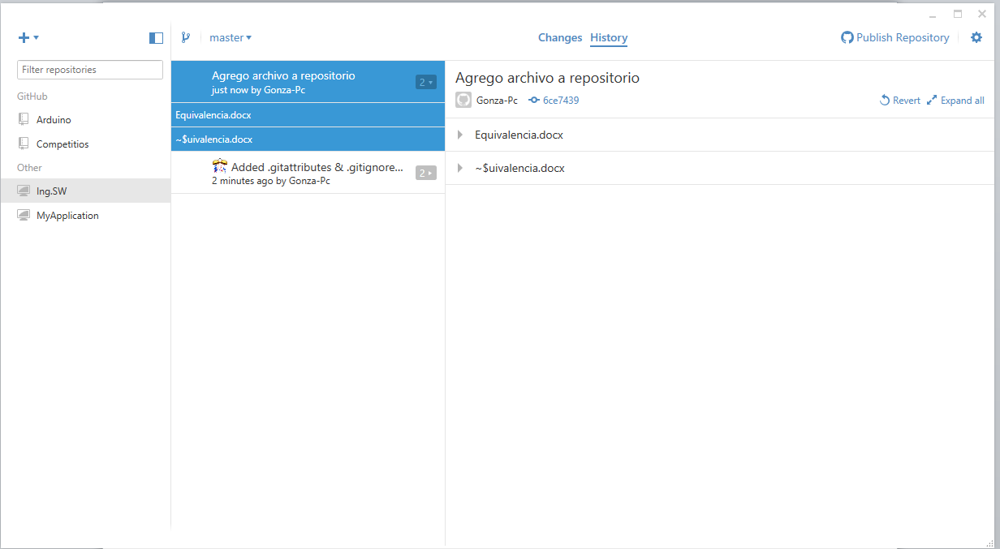 master
Changes
History
Publish Repository
Filter repositories
GitHub
Arduino
Competitios
Other
Ing.SW
MyApplication
Agrego archivo a repositorio
just now by Gonza-Pc
2
Equivalencia.docx
~$uivalencia.docx
Added .gitattributes & .gitignore...
2 minutes ago by Gonza-Pc
2
Agrego archivo a repositorio
Gonza-Pc
6ce7439
Revert
Expand all
Equivalencia.docx
~$uivalencia.docx